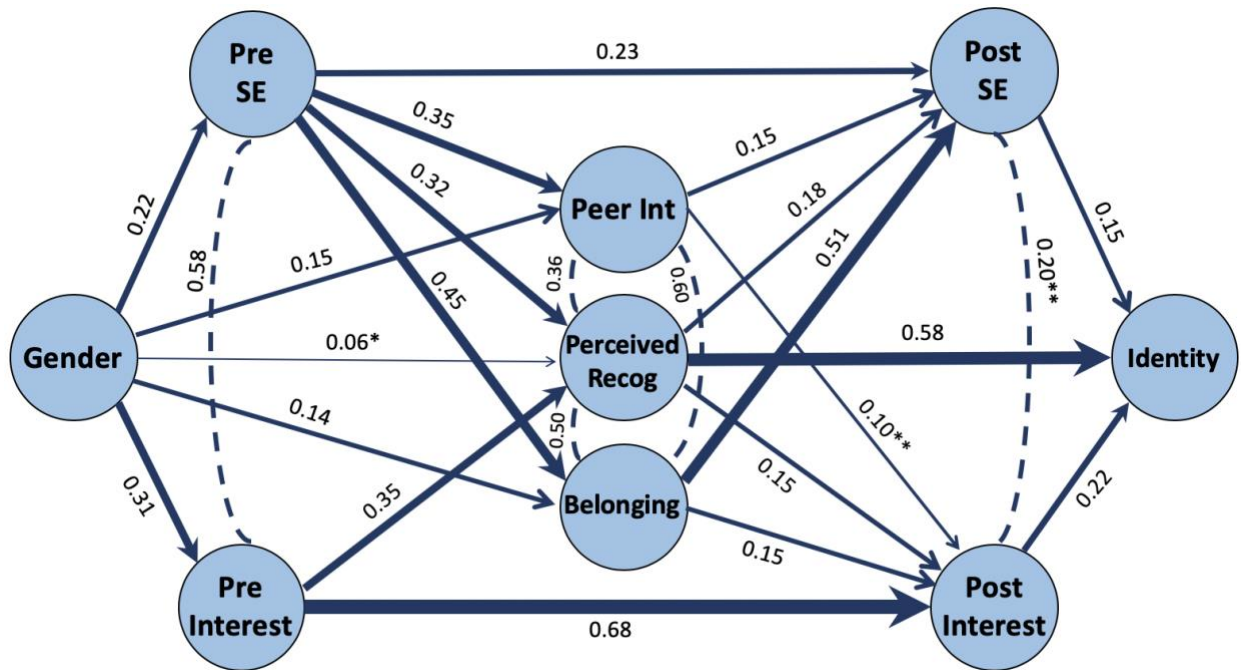 Pre
SE
Post
SE
0.23
0.35
0.15
0.32
0.22
Peer Int
0.18
0.15
0.58
0.15
0.45
0.36
0.60
0.51
0.20**
Gender
0.06*
Perceived
Recog
0.58
Identity
0.14
0.50
0.10**
0.31
0.35
Belonging
0.15
0.22
0.15
Pre
Interest
0.68
Post
Interest